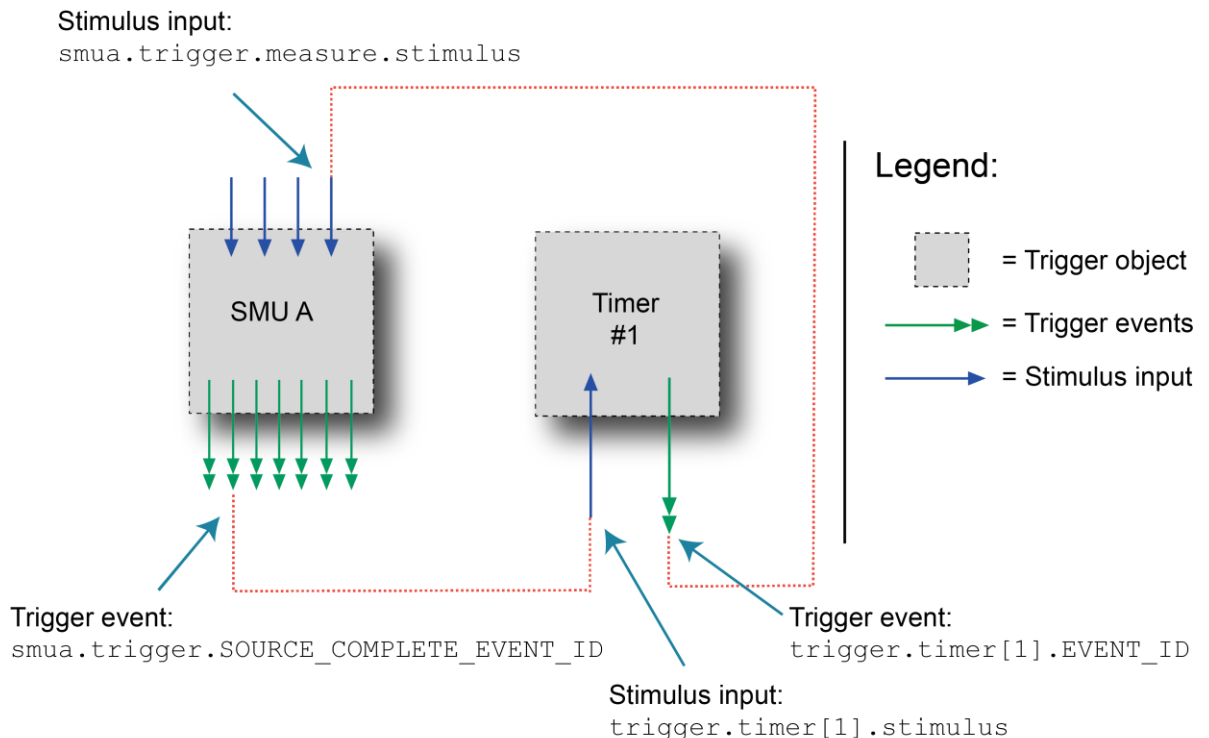 Stimulus input:
smua.trigger.measure.stimulus
Legend:
= Trigger object
SMU A
Timer
#1
= Trigger events
= Stimulus input
Trigger event:
smua.trigger.SOURCE_COMPLETE_EVENT_ID
Trigger event:
trigger.timer[1].EVENT_ID
Stimulus input:
trigger.timer[1].stimulus